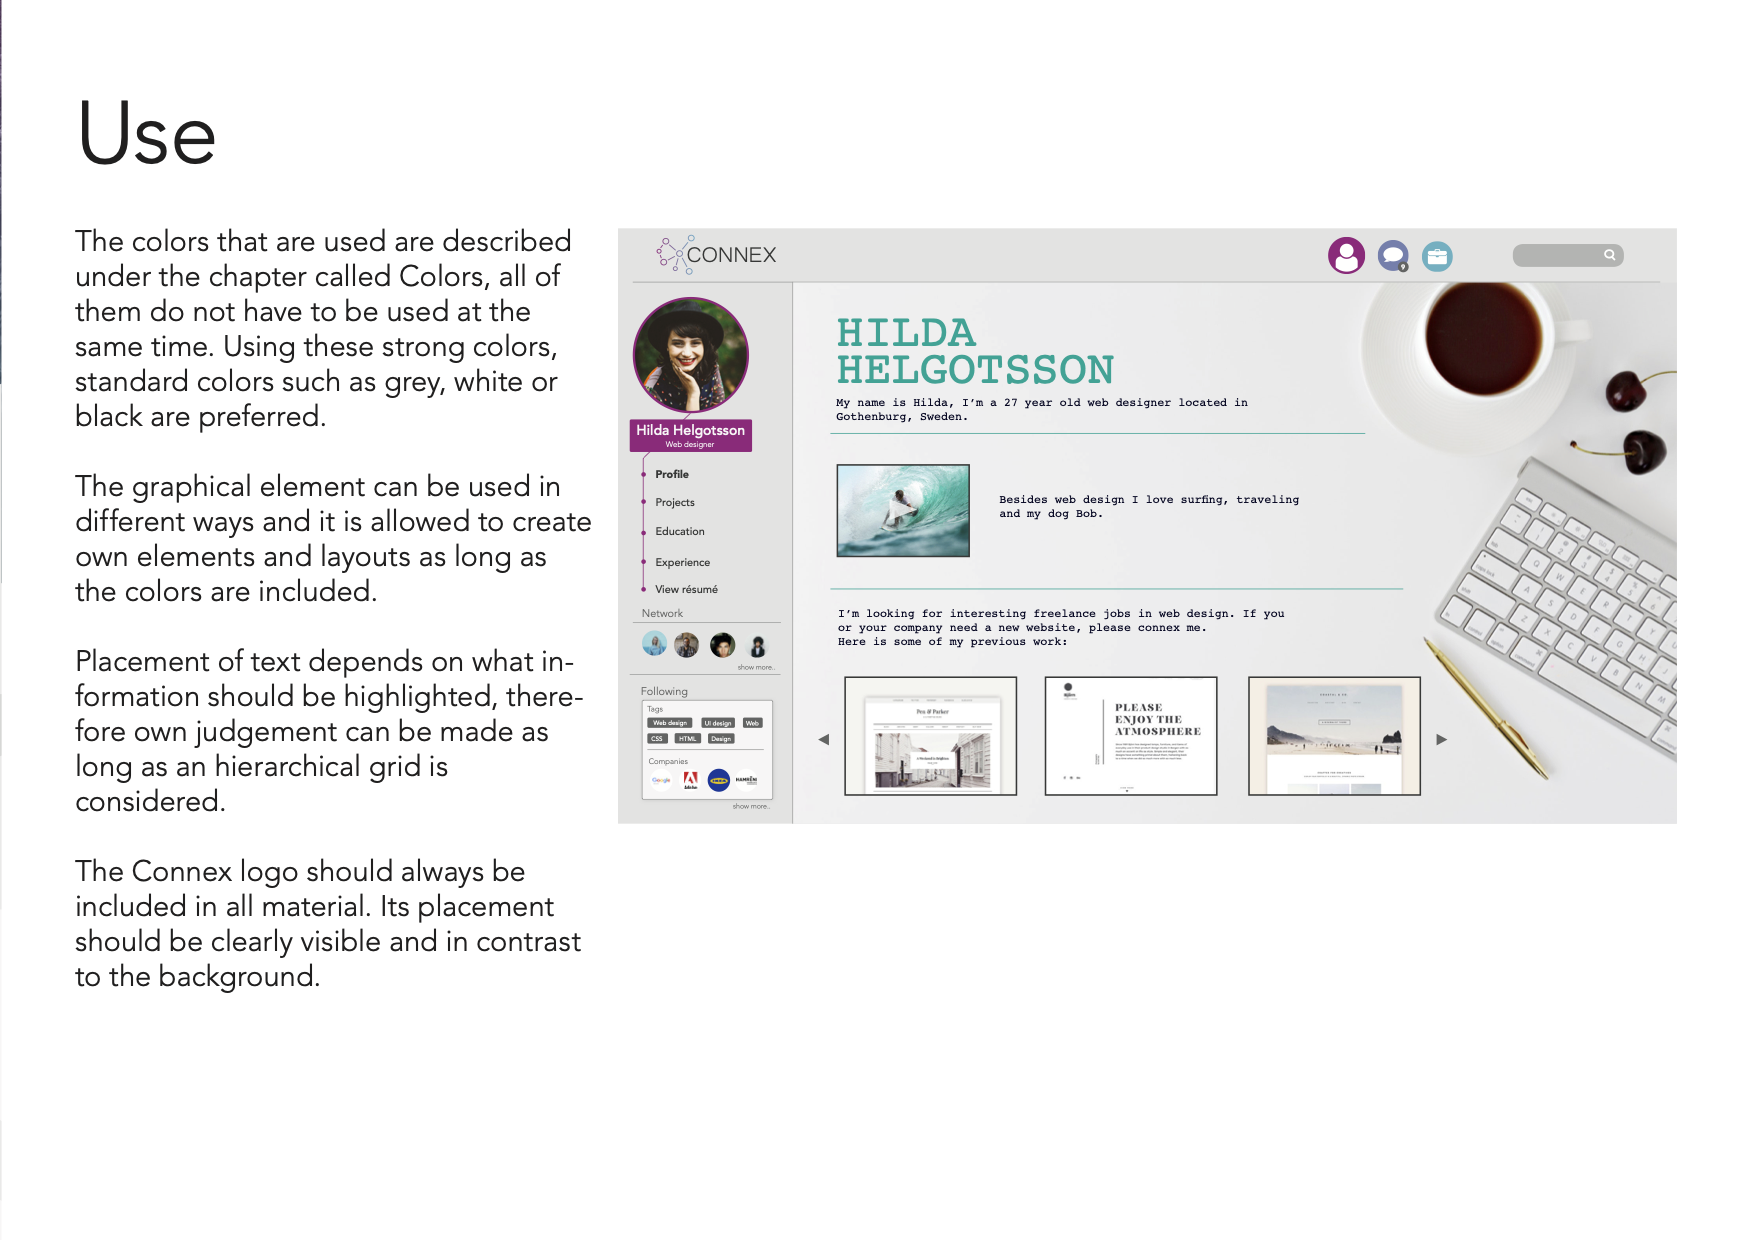 Use
The colors that are used are described
under the chapter called Colors, all of
them do not have to be used at the
same time. Using these strong colors,
standard colors such as grey, white or
black are preferred.
The graphical element can be used in
different ways and it is allowed to create
own elements and layouts as long as
the colors are included.
Placement of text depends on what in-
formation should be highlighted, there-
fore own judgement can be made as
long as an hierarchical grid is
considered.
The Connex logo should always be
included in all material. Its placement
should be clearly visible and in contrast
to the background.
CONNEX
9
Hilda Helgotsson
Web designer
Profile
Projects
Education
Experience
View résumé
Network
show more..
Following
Tags
Web design UI design Web
CSS HTML Design
Companies
Google Adobe IKEA
show more..
HILDA
HELGOTSSON
My name is Hilda, I'm a 27 year old web designer located in
Gothenburg, Sweden.
Besides web design I love surfing, traveling
and my dog Bob.
I'm looking for interesting freelance jobs in web design. If you
or your company need a new website, please connex me.
Here is some of my previous work:
Pen & Parker
PLEASE
ENJOY THE
ATMOSPHERE